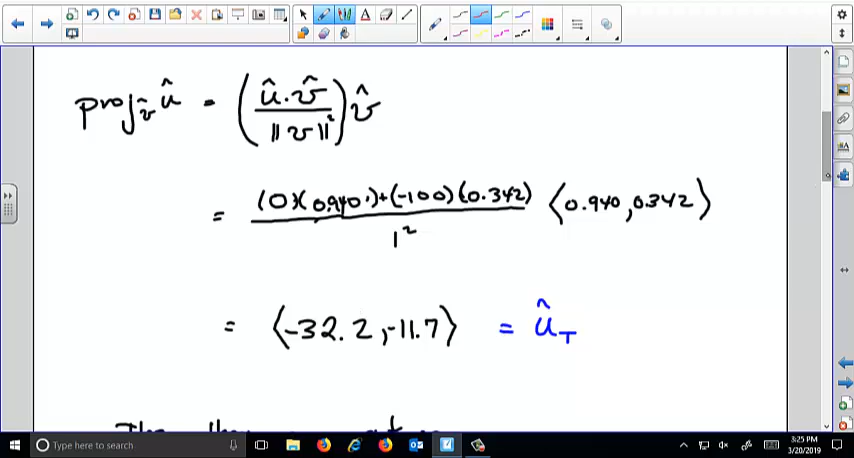 proj_v̂ û = (û·v̂ / ||v||²) v̂
= (0)(0.940)+(-100)(0.342) / 1² ⟨0.940, 0.342⟩
= ⟨-32.2, -11.7⟩ = û_T
The
Type here to search
3:25 PM
3/20/2019